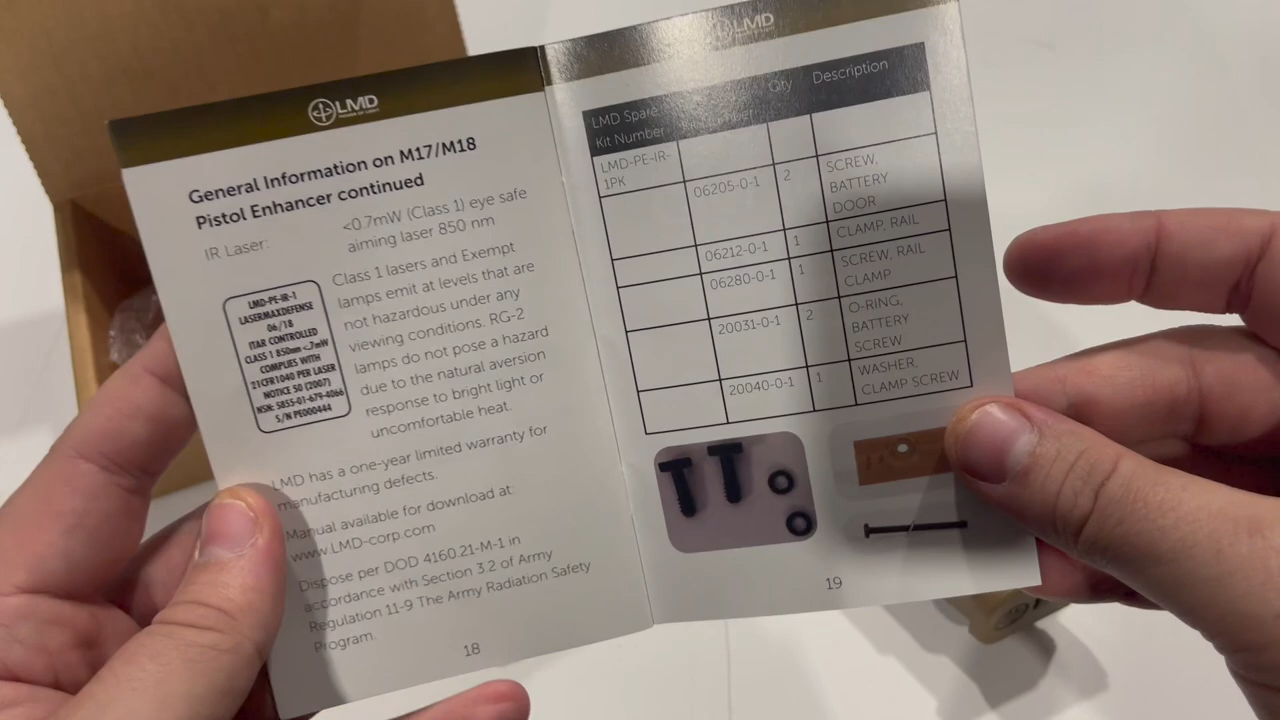 LMD
General Information on M17/M18
Pistol Enhancer continued
IR Laser:
<0.7mW (Class 1) eye safe
aiming laser 850 nm
LMD-PE-IR-1
LASERMAXDEFENSE
06/18
ITAR CONTROLLED
CLASS 1 850nm <.7mW
COMPLIES WITH
21CFR1040 PER LASER
NOTICE 50 (2007)
NSN: 5855-01-679-4066
S/N PE000444
Class 1 lasers and Exempt
lamps emit at levels that are
not hazardous under any
viewing conditions. RG-2
lamps do not pose a hazard
due to the natural aversion
response to bright light or
uncomfortable heat.
LMD has a one-year limited warranty for
manufacturing defects.
Manual available for download at:
www.LMD-corp.com
Dispose per DOD 4160.21-M-1 in
accordance with Section 3.2 of Army
Regulation 11-9 The Army Radiation Safety
Program.
18
LMD
LMD Spare
Kit Number
Qty
Description
LMD-PE-IR-
1PK
06205-0-1
2
SCREW,
BATTERY
DOOR
06212-0-1
1
CLAMP, RAIL
06280-0-1
1
SCREW, RAIL
CLAMP
20031-0-1
2
O-RING,
BATTERY
SCREW
20040-0-1
1
WASHER,
CLAMP SCREW
19